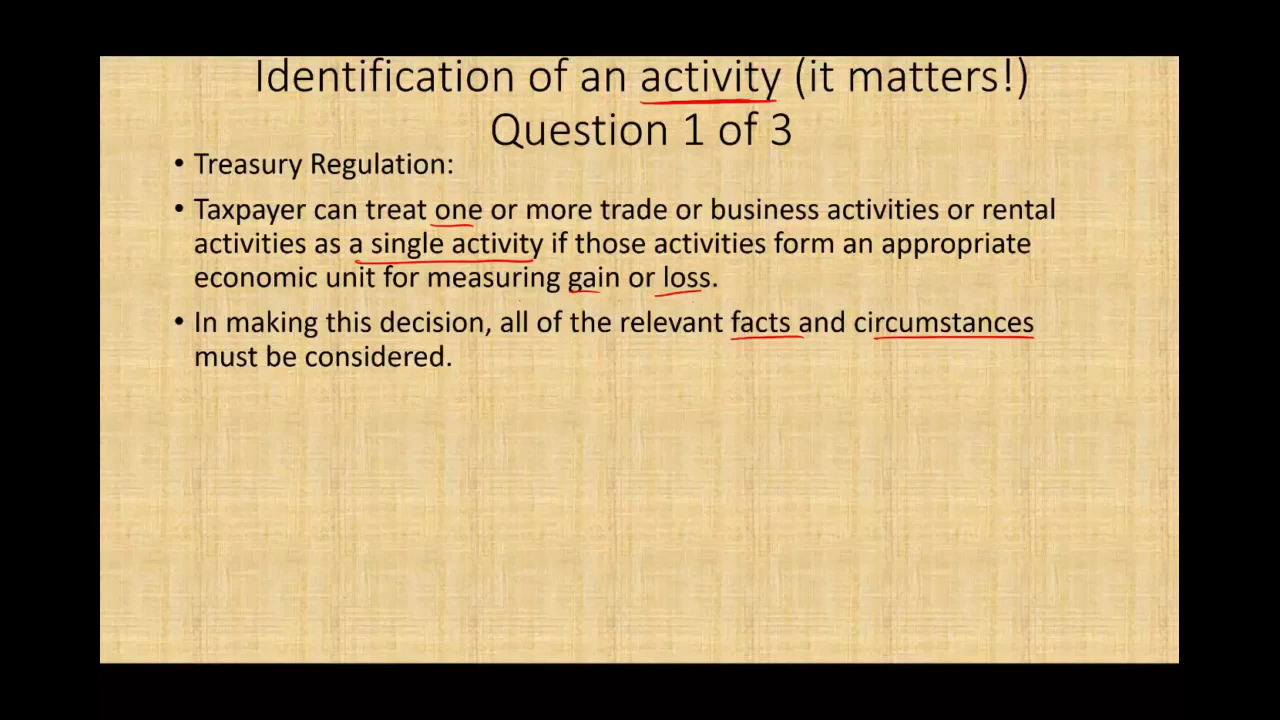 Identification of an activity (it matters!)
Question 1 of 3
• Treasury Regulation:
• Taxpayer can treat one or more trade or business activities or rental
activities as a single activity if those activities form an appropriate
economic unit for measuring gain or loss.
• In making this decision, all of the relevant facts and circumstances
must be considered.